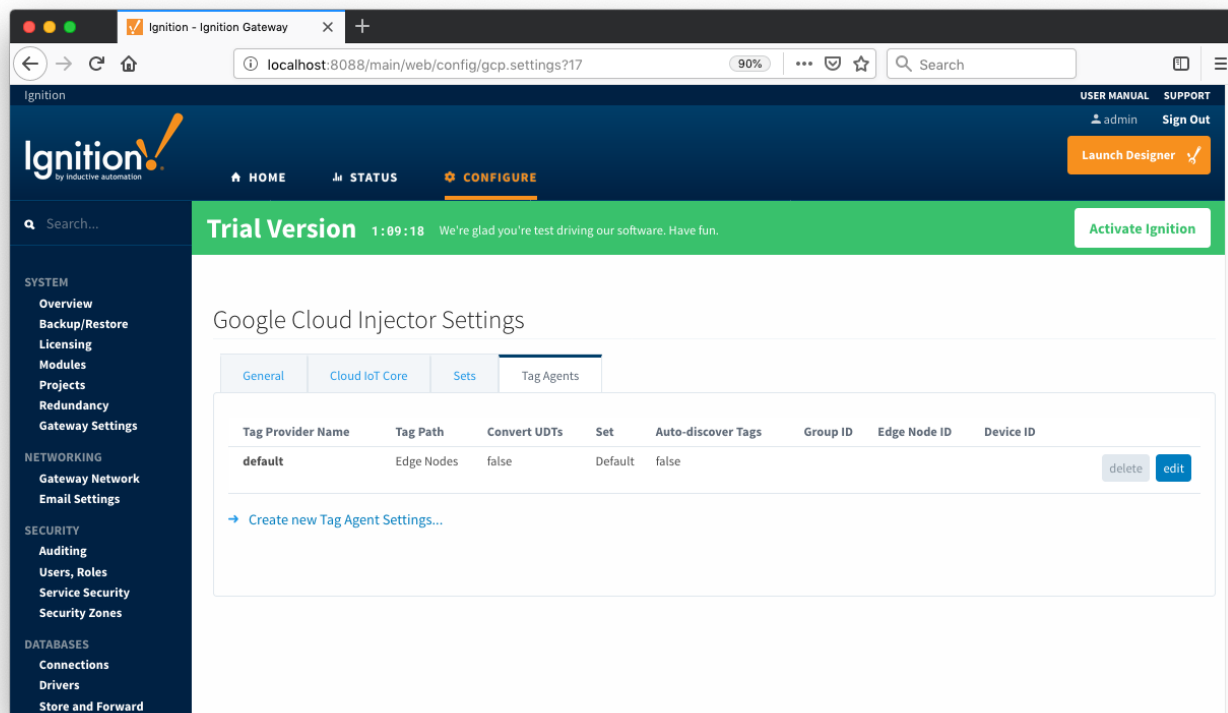 Ignition - Ignition Gateway
localhost:8088/main/web/config/gcp.settings?17
90%
Search
Ignition
USER MANUAL SUPPORT
admin Sign Out
Ignition!
by inductive automation
HOME STATUS CONFIGURE
Launch Designer
Search...
Trial Version 1:09:18 We're glad you're test driving our software. Have fun.
Activate Ignition
SYSTEM
Overview
Backup/Restore
Licensing
Modules
Projects
Redundancy
Gateway Settings
NETWORKING
Gateway Network
Email Settings
SECURITY
Auditing
Users, Roles
Service Security
Security Zones
DATABASES
Connections
Drivers
Store and Forward
Google Cloud Injector Settings
General Cloud IoT Core Sets Tag Agents
Tag Provider Name Tag Path Convert UDTs Set Auto-discover Tags Group ID Edge Node ID Device ID
default Edge Nodes false Default false
delete edit
Create new Tag Agent Settings...